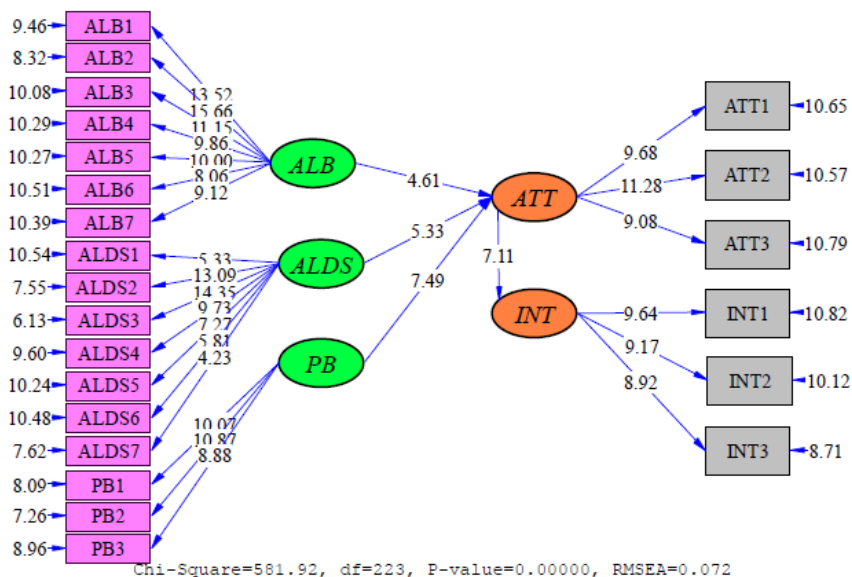 9.46 ALB1
8.32 ALB2
10.08 ALB3
10.29 ALB4
10.27 ALB5
10.51 ALB6
10.39 ALB7
10.54 ALDS1
7.55 ALDS2
6.13 ALDS3
9.60 ALDS4
10.24 ALDS5
10.48 ALDS6
7.62 ALDS7
8.09 PB1
7.26 PB2
8.96 PB3
13.52
15.66
11.15
9.86
10.00
8.06
9.12
5.33
13.09
14.35
9.73
7.27
5.81
4.23
10.07
10.87
8.88
ALB
ALDS
PB
4.61
5.33
7.49
ATT
7.11
INT
9.68
11.28
9.08
9.64
9.17
8.92
ATT1 10.65
ATT2 10.57
ATT3 10.79
INT1 10.82
INT2 10.12
INT3 8.71
Chi-Square=581.92, df=223, P-value=0.00000, RMSEA=0.072